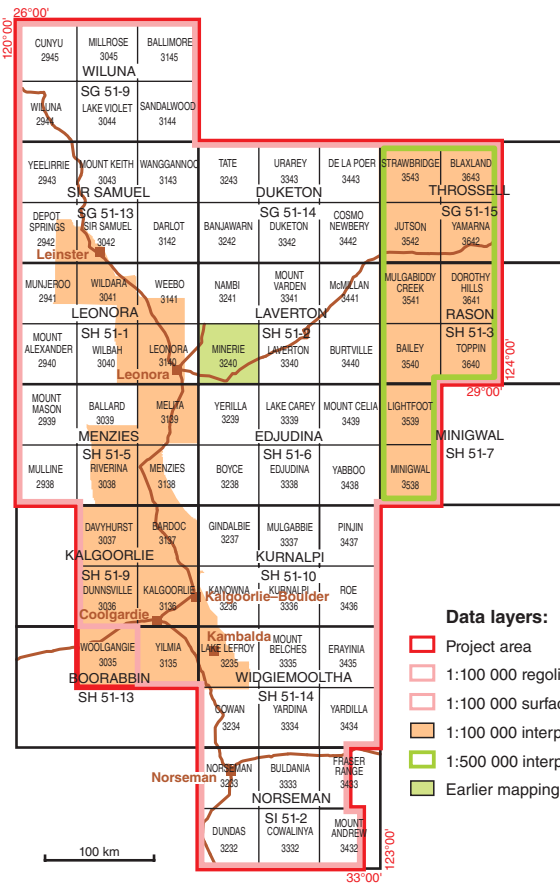 26°00'
120°00'
CUNYU MILLROSE BALLIMORE
2945 3045 3145
WILUNA
SG 51-9
WILUNA LAKE VIOLET SANDALWOOD
2944 3044 3144
YEELIRRIE MOUNT KEITH WANGGANNOO TATE URAREY DE LA POER STRAWBRIDGE BLAXLAND
2943 3043 3143 3243 3343 3443 3543 3643
SIR SAMUEL DUKETON THROSSELL
SG 51-13 SG 51-14 SG 51-15
DEPOT SPRINGS SIR SAMUEL DARLOT BANJAWARN DUKETON COSMO NEWBERY JUTSON YAMARNA
2942 3042 3142 3242 3342 3442 3542 3642
Leinster
MUNJEROO WILDARA WEEBO NAMBI MOUNT VARDEN McMILLAN MULGABIDDY CREEK DOROTHY HILLS
2941 3041 3141 3241 3341 3441 3541 3641
LEONORA LAVERTON RASON
SH 51-1 SH 51-2 SH 51-3
MOUNT ALEXANDER WILBAH LEONORA MINERIE LAVERTON BURTVILLE BAILEY TOPPIN
2940 3040 3140 3240 3340 3440 3540 3640
Leonora
124°00'
29°00'
MOUNT MASON BALLARD MELITA YERILLA LAKE CAREY MOUNT CELIA LIGHTFOOT
2939 3039 3139 3239 3339 3439 3539
MENZIES EDJUDINA MINIGWAL
SH 51-5 SH 51-6 SH 51-7
MULLINE RIVERINA MENZIES BOYCE EDJUDINA YABBOO MINIGWAL
2938 3038 3138 3238 3338 3438 3538
DAVYHURST BARDOC GINDALBIE MULGABBIE PINJIN
3037 3137 3237 3337 3437
KALGOORLIE KURNALPI
SH 51-9 SH 51-10
DUNNSVILLE KALGOORLIE KANOWNA KURNALPI ROE
3036 3136 3236 3336 3436
Kalgoorlie–Boulder
Coolgardie
Kambalda
WOOLGANGIE YILMIA LAKE LEFROY MOUNT BELCHES ERAYINIA
3035 3135 3235 3335 3435
BOORABBIN WIDGIEMOOLTHA
SH 51-13 SH 51-14
COWAN YARDINA YARDILLA
3234 3334 3434
Norseman
NORSEMAN BULDANIA FRASER RANGE
3233 3333 3433
NORSEMAN
SI 51-2
DUNDAS COWALINYA MOUNT ANDREW
3232 3332 3432
123°00'
33°00'
100 km
Data layers:
Project area
1:100 000 regoli
1:100 000 surfac
1:100 000 interp
1:500 000 interp
Earlier mapping